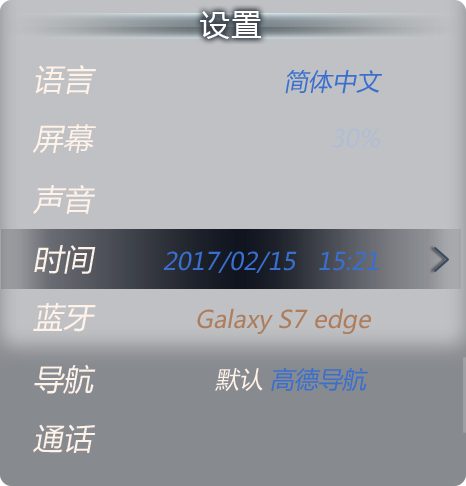 设置
语言 简体中文
屏幕 30%
声音
时间 2017/02/15 15:21
蓝牙 Galaxy S7 edge
导航 默认 高德导航
通话